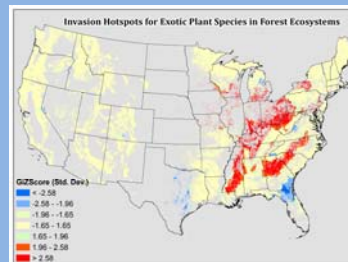 Invasion Hotspots for Exotic Plant Species in Forest Ecosystems
GiZScore (Std. Dev.)
< -2.58
-2.58 - -1.96
-1.96 - -1.65
-1.65 - 1.65
1.65 - 1.96
1.96 - 2.58
> 2.58